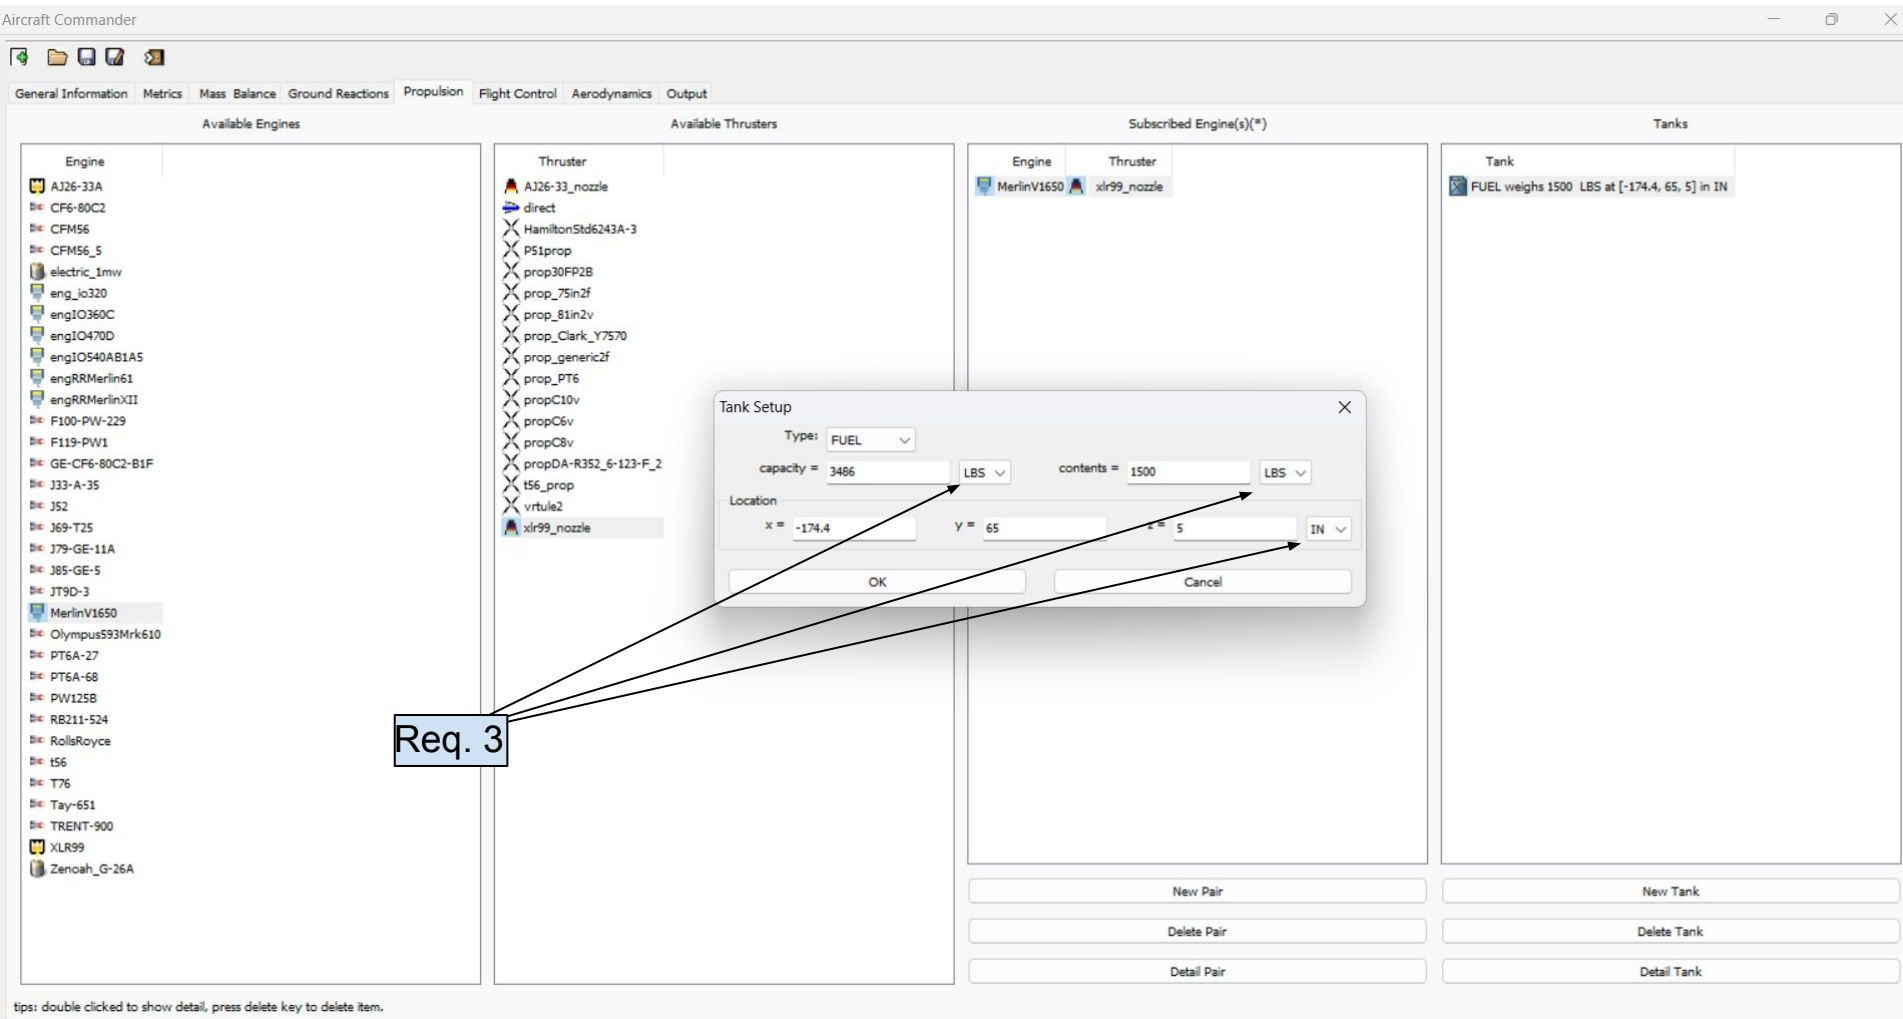 Aircraft Commander
General Information Metrics Mass Balance Ground Reactions Propulsion Flight Control Aerodynamics Output
Available Engines
Engine
AJ26-33A
CF6-80C2
CFM56
CFM56_5
electric_1mw
eng_io320
engIO360C
engIO470D
engIO540AB1A5
engRRMerlin61
engRRMerlinXII
F100-PW-229
F119-PW1
GE-CF6-80C2-B1F
J33-A-35
J52
J69-T25
J79-GE-11A
J85-GE-5
JT9D-3
MerlinV1650
Olympus593Mrk610
PT6A-27
PT6A-68
PW125B
RB211-524
RollsRoyce
t56
T76
Tay-651
TRENT-900
XLR99
Zenoah_G-26A
Available Thrusters
Thruster
AJ26-33_nozzle
direct
HamiltonStd6243A-3
P51prop
prop30FP2B
prop_75in2f
prop_81in2v
prop_Clark_Y7570
prop_generic2f
prop_PT6
propC10v
propC6v
propC8v
propDA-R352_6-123-F_2
t56_prop
vrtule2
xlr99_nozzle
Subscribed Engine(s)(*)
Engine Thruster
MerlinV1650 xlr99_nozzle
Tanks
Tank
FUEL weighs 1500 LBS at [-174.4, 65, 5] in IN
Tank Setup
Type: FUEL
capacity = 3486 LBS contents = 1500 LBS
Location
x = -174.4 y = 65 z = 5 IN
OK Cancel
Req. 3
New Pair
Delete Pair
Detail Pair
New Tank
Delete Tank
Detail Tank
tips: double clicked to show detail, press delete key to delete item.